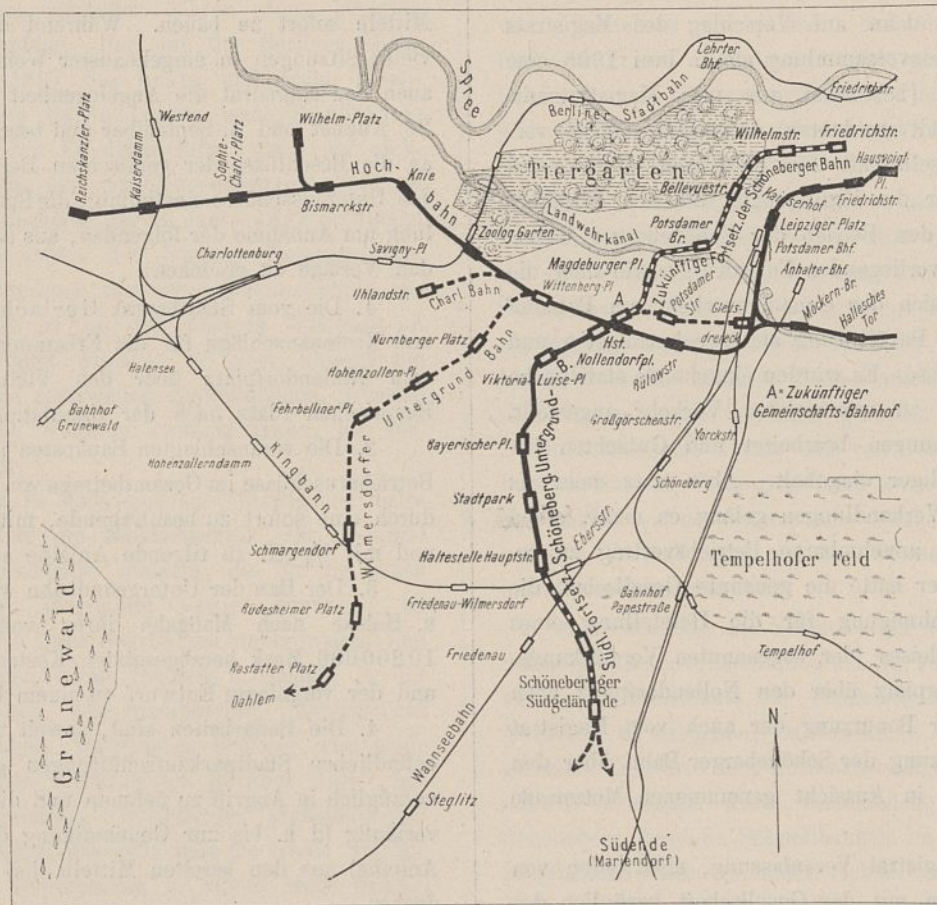 Spree
Lehrter
Bhf.
Friedrichstr.
Berliner Stadtbahn
Reichskanzler-Platz
Westend
Kaiserdamm
Sophie-
Charl.-Platz
Wilhelm-Platz
Bismarckstr.
Hoch-
bahn
Knie
Tiergarten
Wilhelmstr.
Friedrichstr.
Bellevuestr.
Potsdamer
Br.
Landwehrkanal
Zoolog. Garten
Zukünftige Fortsetz. der Schöneberger Bahn
Kaiserhof
Hausvoigt.
Pl.
Friedrichstr.
Leipziger Platz
Potsdamer Bhf.
Anhalter Bhf.
Möckern-Br.
Hallesches
Tor
Charlottenburg
Savigny-Pl.
Magdeburger Pl.
Wittenberg Pl.
Uhlandstr.
Charl. Bahn
Potsdamer
Str.
A
Gleis-
dreieck
B.
Hst.
Nollendorfpl.
Bülowstr.
Nürnberger Platz
Hohenzollern-Pl.
Untergrund Bahn
Viktoria-
Luise-Pl.
Fehrbelliner Pl.
Halensee
Bahnhof
Grunewald
Hohenzollerndamm
Ringbahn
A = Zukünftiger
Gemeinschafts-Bahnhof
Großgörschenstr.
Yorckstr.
Bayerischer Pl.
Schöneberg Untergrund-
Stadtpark
Schöneberg
Ebersstr.
Haltestelle Hauptstr.
Schmargendorf
Wilmersdorfer
Tempelhofer Feld
Rüdesheimer Platz
Friedenau-Wilmersdorf
Bahnhof
Papestraße
Friedenau
Südl. Fortsetz.
Tempelhof
Rastatter Platz
Dahlem
Schöneberger
Südgelände
Grunewald
Wannseebahn
Steglitz
N
Südende
(Mariendorf)